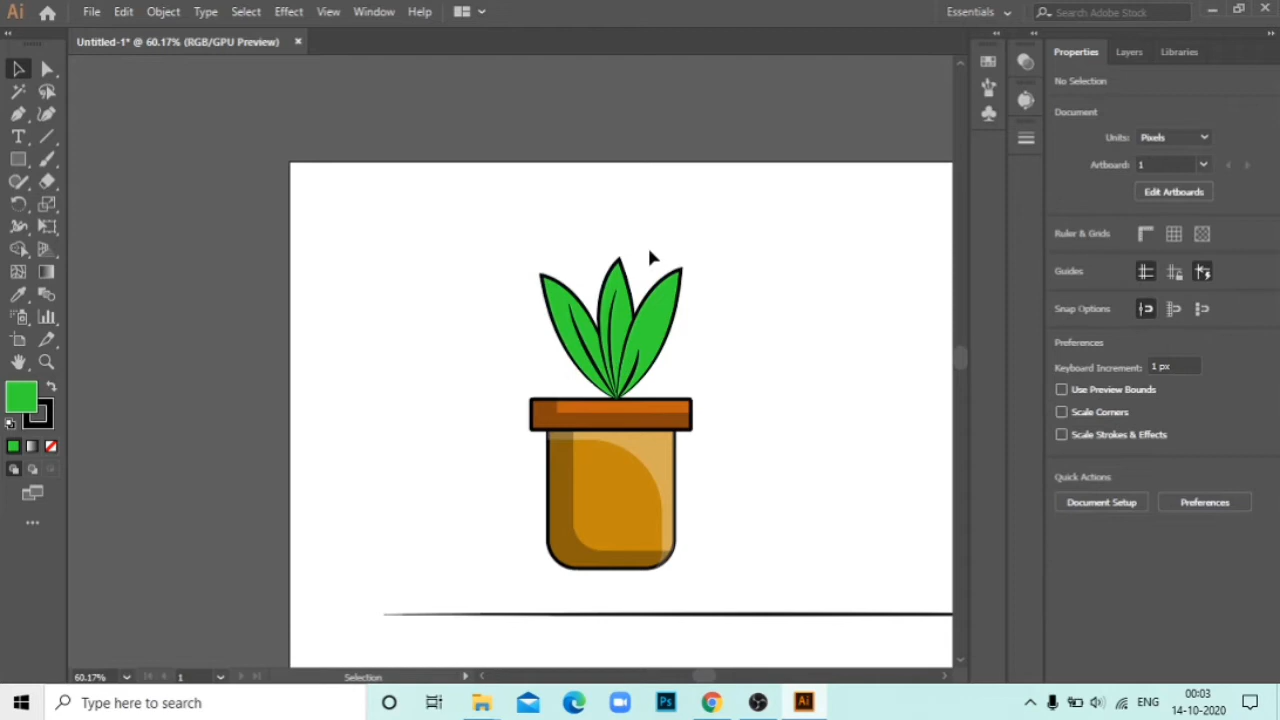 Ai File Edit Object Type Select Effect View Window Help Essentials Search Adobe Stock
Untitled-1* @ 60.17% (RGB/GPU Preview)
Properties Layers Libraries
No Selection
Document
Units: Pixels
Artboard: 1
Edit Artboards
Ruler & Grids
Guides
Snap Options
Preferences
Keyboard Increment: 1 px
Use Preview Bounds
Scale Corners
Scale Strokes & Effects
Quick Actions
Document Setup Preferences
60.17% 1 Selection
Type here to search
Ps Ai
ENG
00:03
14-10-2020